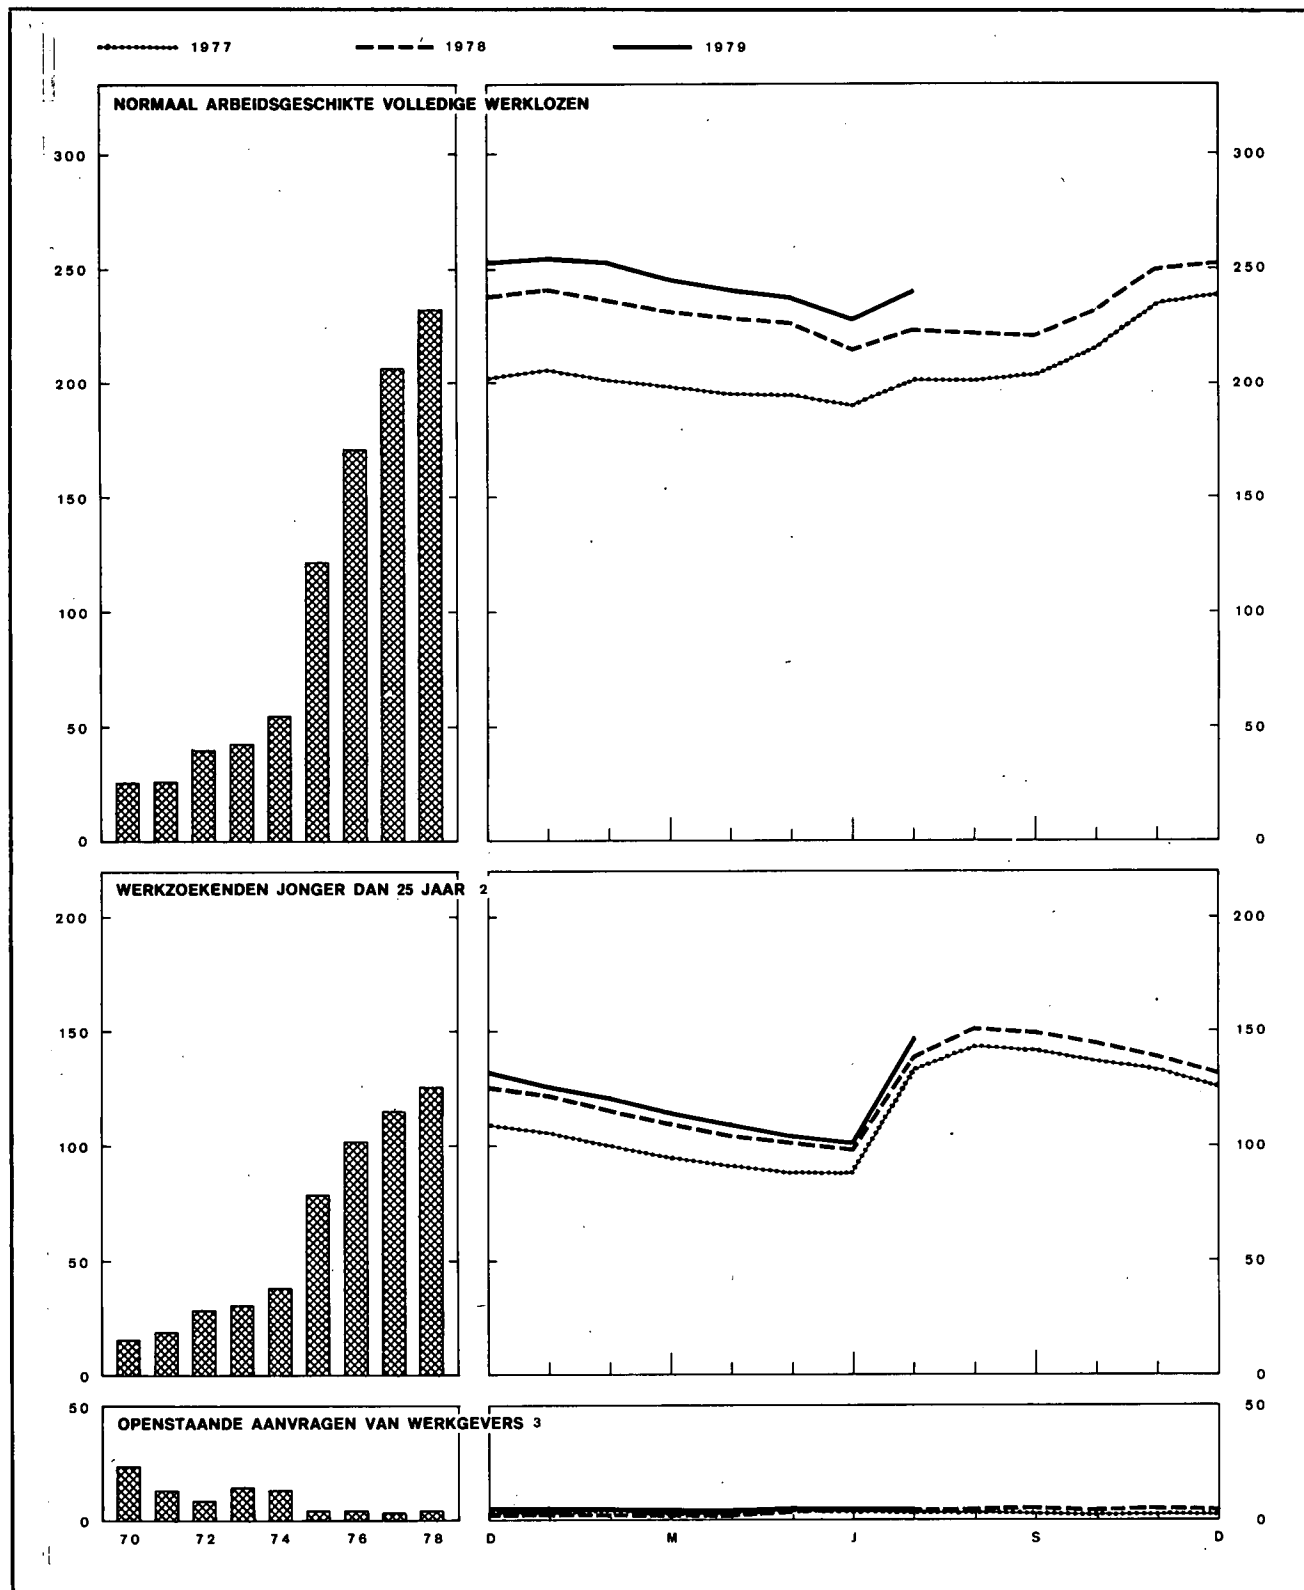 1977 1978 1979
NORMAAL ARBEIDSGESCHIKTE VOLLEDIGE WERKLOZEN
300 300
250 250
200 200
150 150
100 100
50 50
0 0
WERKZOEKENDEN JONGER DAN 25 JAAR 2
200 200
150 150
100 100
50 50
0 0
50 50
OPENSTAANDE AANVRAGEN VAN WERKGEVERS 3
0 0
70 72 74 76 78 D M J S D